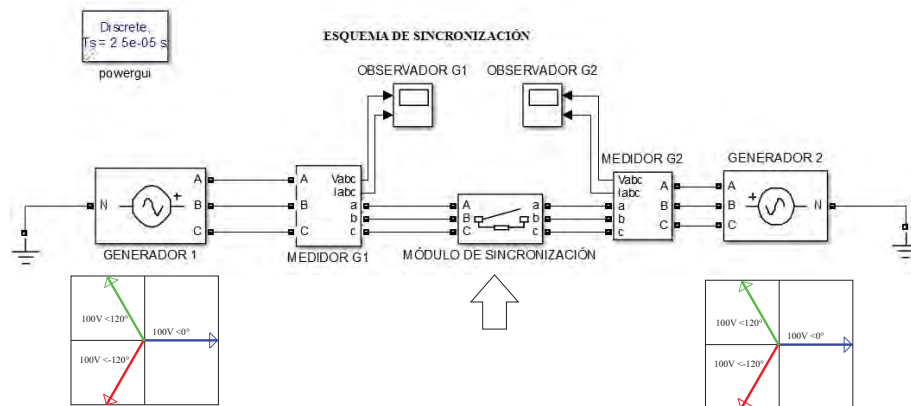 Discrete,
Ts = 2.5e-05 s
powergui
ESQUEMA DE SINCRONIZACIÓN
OBSERVADOR G1
OBSERVADOR G2
MEDIDOR G2
GENERADOR 2
N
+
A
B
C
A
B
C
Vabc
Iabc
a
b
c
A
B
C
a
b
c
Vabc
Iabc
a
b
c
A
B
C
A
B
C
+
N
GENERADOR 1
MEDIDOR G1
MÓDULO DE SINCRONIZACIÓN
100V <120°
100V <0°
100V <-120°
100V <120°
100V <0°
100V <-120°